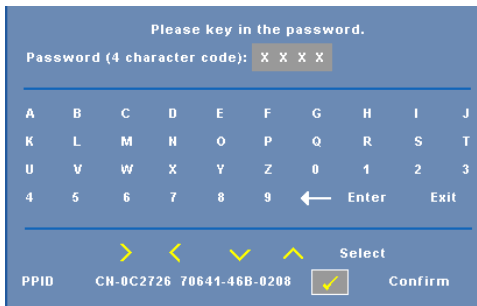 Please key in the password.
Password (4 character code): X X X X
A B C D E F G H I J
K L M N O P Q R S T
U V W X Y Z 0 1 2 3
4 5 6 7 8 9 Enter Exit
Select
PPID CN-0C2726 70641-46B-0208 Confirm